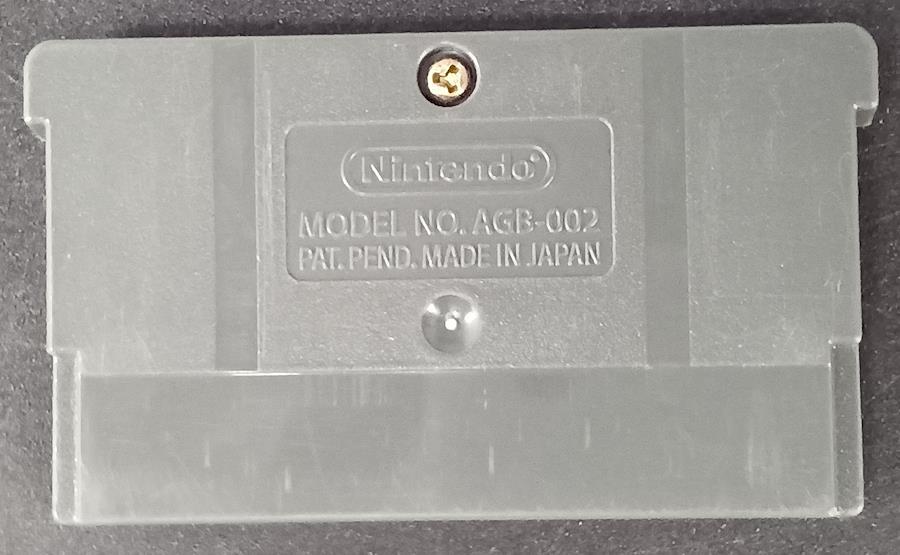 Nintendo®
MODEL NO. AGB-002
PAT. PEND. MADE IN JAPAN